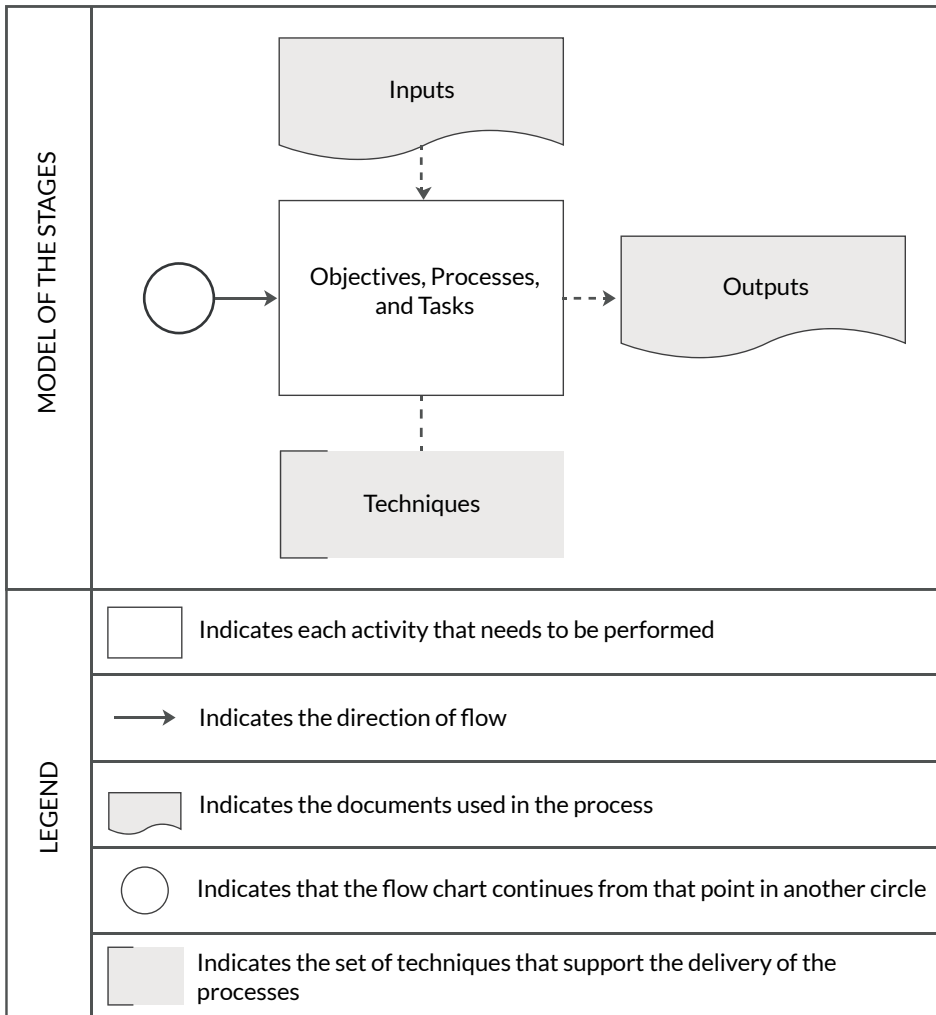 MODEL OF THE STAGES
Inputs
Objectives, Processes,
and Tasks
Outputs
Techniques
LEGEND
Indicates each activity that needs to be performed
Indicates the direction of flow
Indicates the documents used in the process
Indicates that the flow chart continues from that point in another circle
Indicates the set of techniques that support the delivery of the
processes